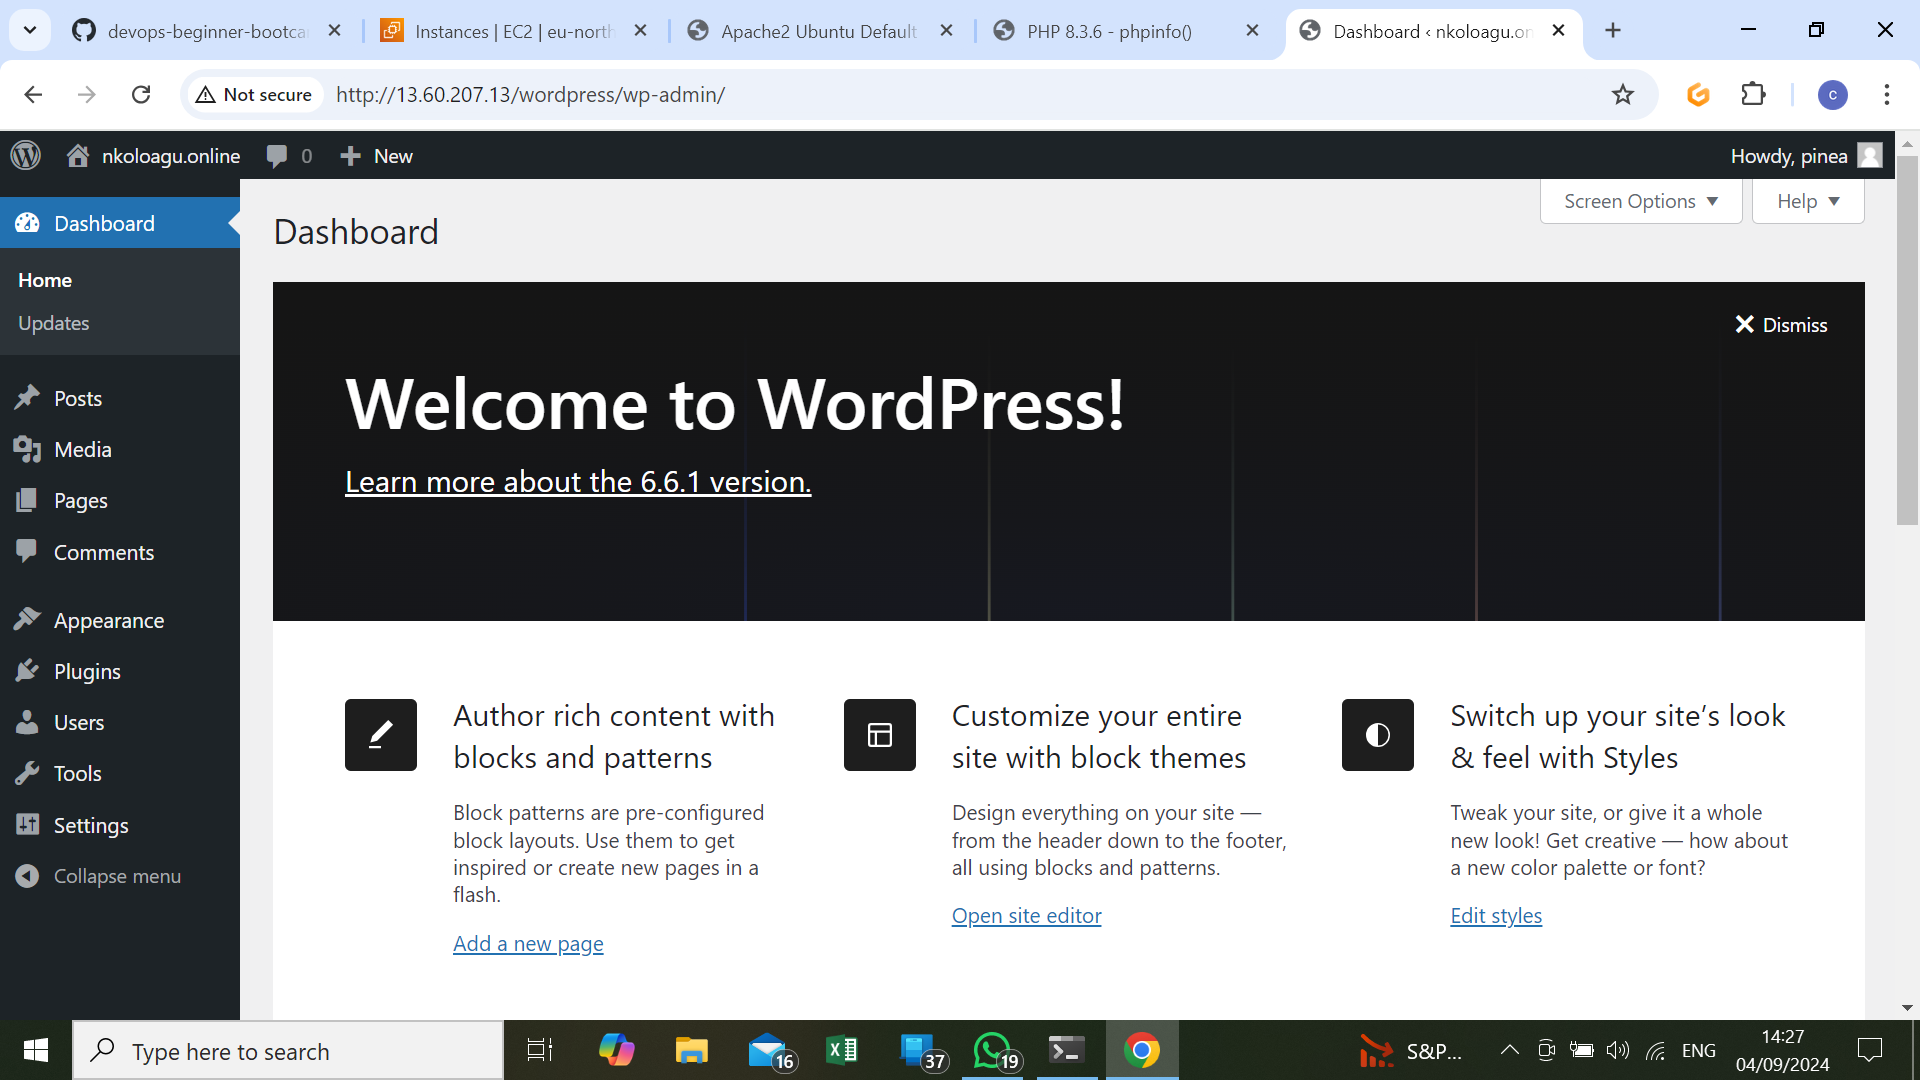 devops-beginner-bootca
Instances | EC2 | eu-north
Apache2 Ubuntu Default
PHP 8.3.6 - phpinfo()
Dashboard ‹ nkoloagu.on
Not secure
http://13.60.207.13/wordpress/wp-admin/
c
nkoloagu.online
0
New
Howdy, pinea
Screen Options
Help
Dashboard
Home
Updates
Posts
Media
Pages
Comments
Appearance
Plugins
Users
Tools
Settings
Collapse menu
Dashboard
Dismiss
Welcome to WordPress!
Learn more about the 6.6.1 version.
Author rich content with
blocks and patterns
Block patterns are pre-configured
block layouts. Use them to get
inspired or create new pages in a
flash.
Add a new page
Customize your entire
site with block themes
Design everything on your site —
from the header down to the footer,
all using blocks and patterns.
Open site editor
Switch up your site’s look
& feel with Styles
Tweak your site, or give it a whole
new look! Get creative — how about
a new color palette or font?
Edit styles
Type here to search
16
37
19
S&P...
ENG
14:27
04/09/2024